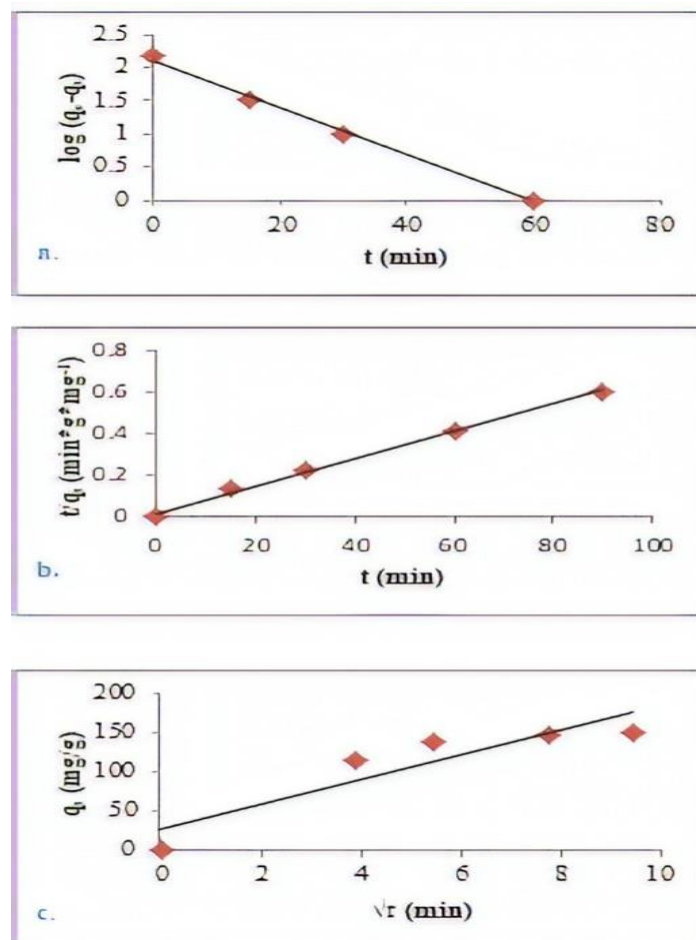 2.5
2
1.5
1
0.5
0
log (qₑ-qₜ)
0 20 40 60 80
t (min)
a.
0.8
0.6
0.4
0.2
0
t/qₜ (min*g*mg⁻¹)
0 20 40 60 80 100
t (min)
b.
200
150
100
50
0
qₜ (mg/g)
0 2 4 6 8 10
(min)
c.